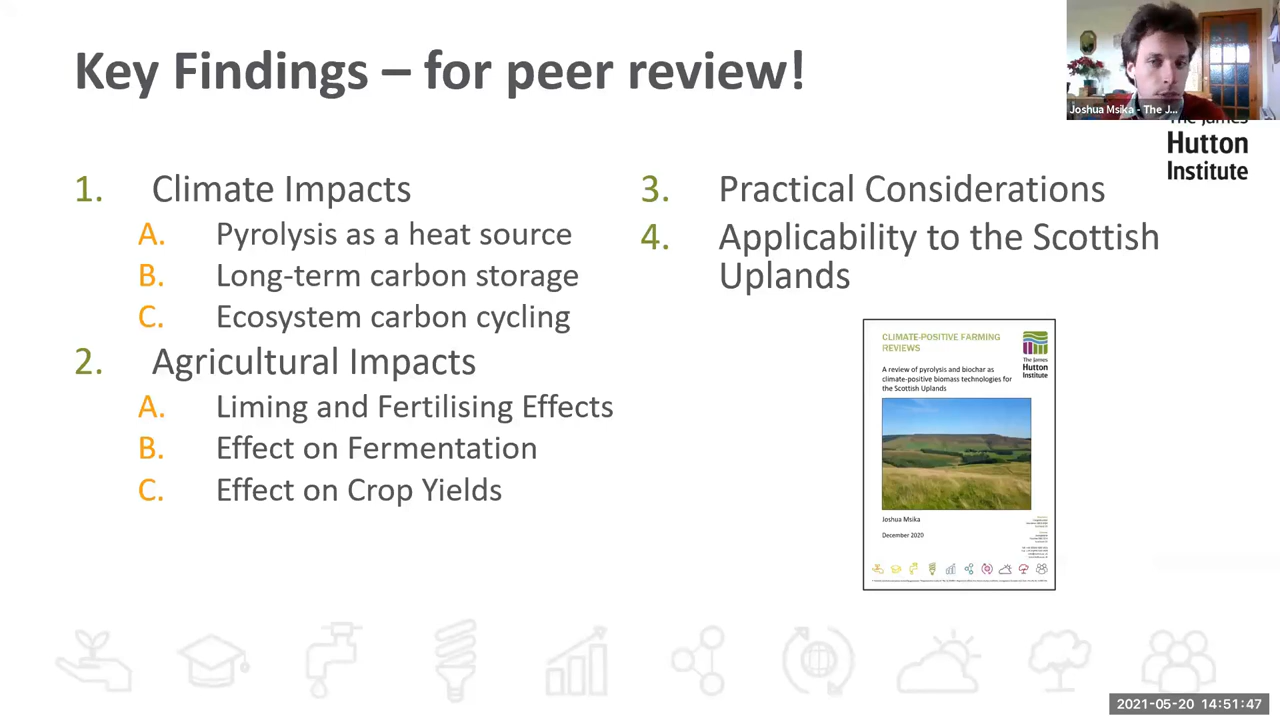 Key Findings – for peer review!
Joshua Msika - The J...
The James
Hutton
Institute
1. Climate Impacts
A. Pyrolysis as a heat source
B. Long-term carbon storage
C. Ecosystem carbon cycling
2. Agricultural Impacts
A. Liming and Fertilising Effects
B. Effect on Fermentation
C. Effect on Crop Yields
3. Practical Considerations
4. Applicability to the Scottish
Uplands
CLIMATE-POSITIVE FARMING
REVIEWS
The James
Hutton
Institute
A review of pyrolysis and biochar as
climate-positive biomass technologies for
the Scottish Uplands
Joshua Msika
December 2020
2021-05-20 14:51:47